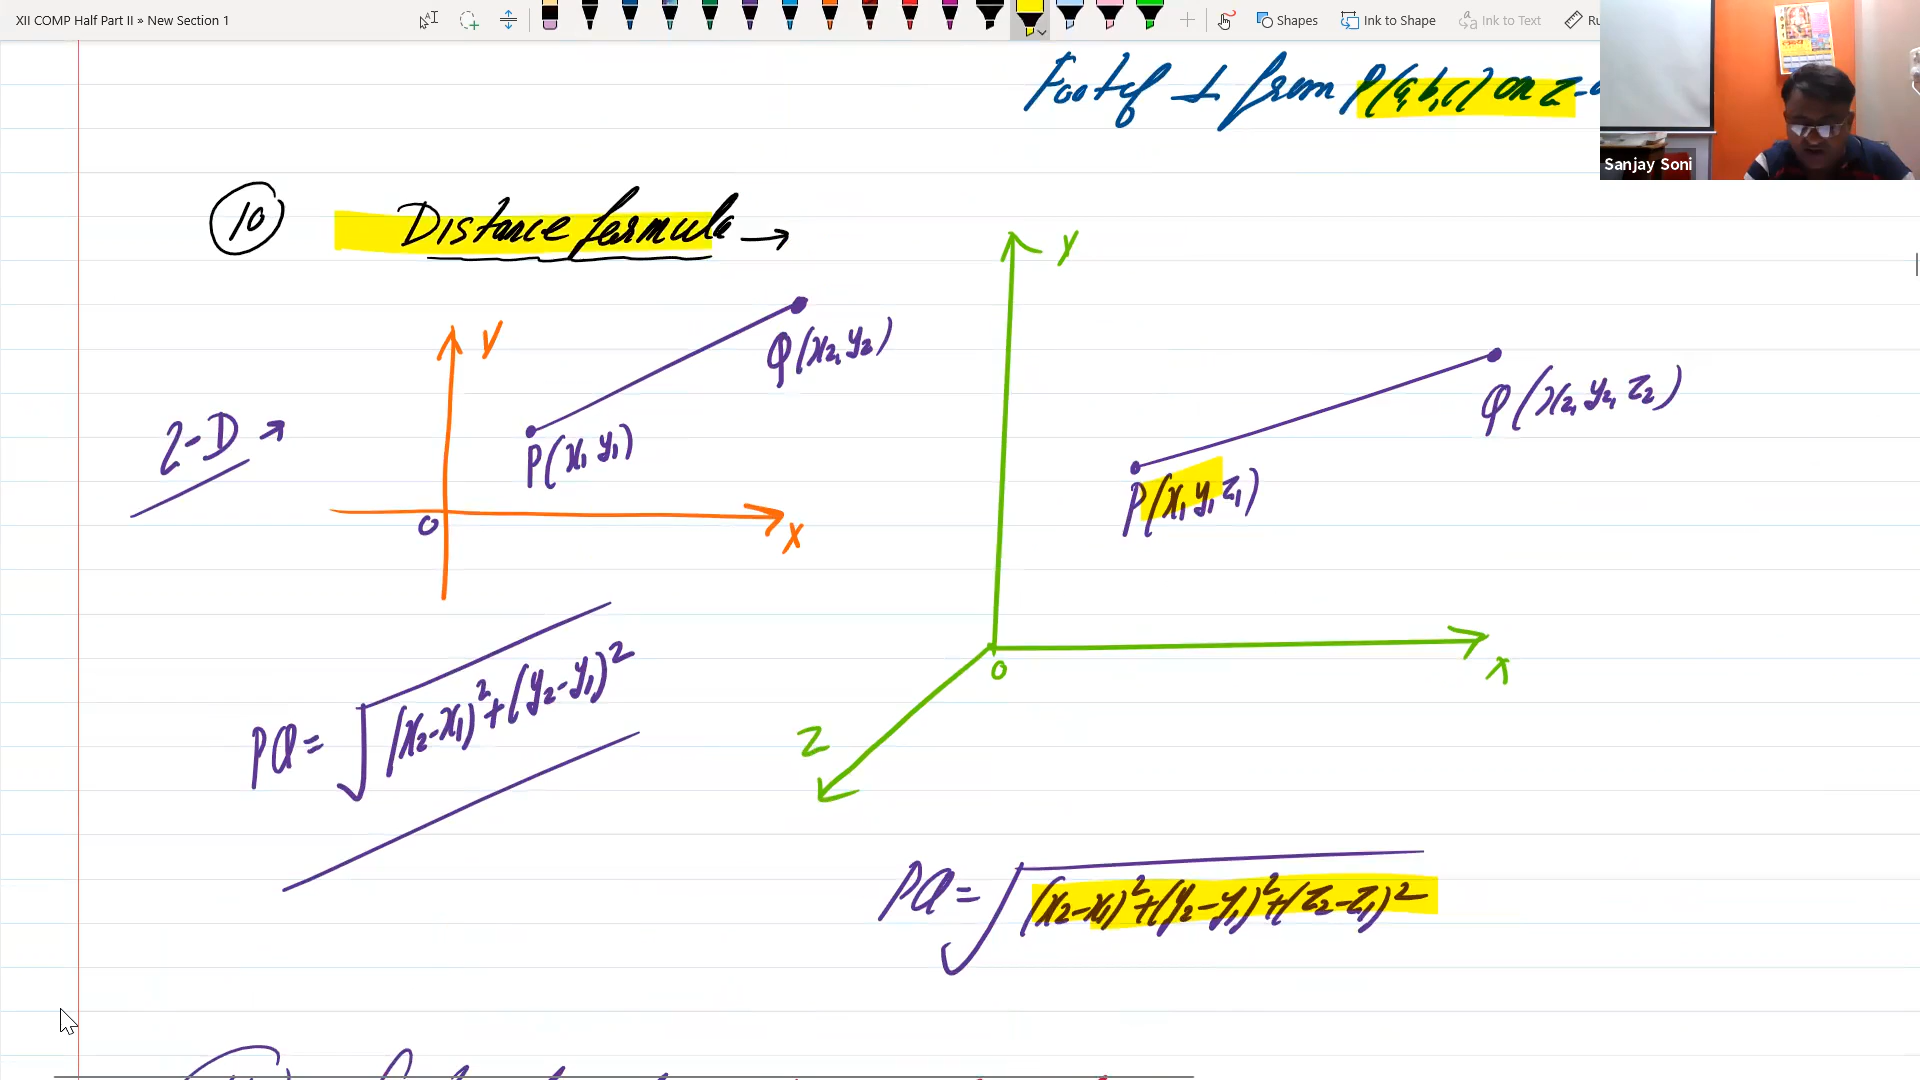 XII COMP Half Part II » New Section 1
Shapes
Ink to Shape
Ink to Text
Ru
Sanjay Soni
Foot of ⊥ from P(a,b,c) on Z-
10
Distance formula →
Y
Y
Q(x₂, y₂)
Q(x₂, y₂, z₂)
2-D →
P(x₁, y₁)
P(x₁, y₁, z₁)
O
X
PQ = √(x₂-x₁)²+(y₂-y₁)²
O
X
Z
PQ = √(x₂-x₁)²+(y₂-y₁)²+(z₂-z₁)²